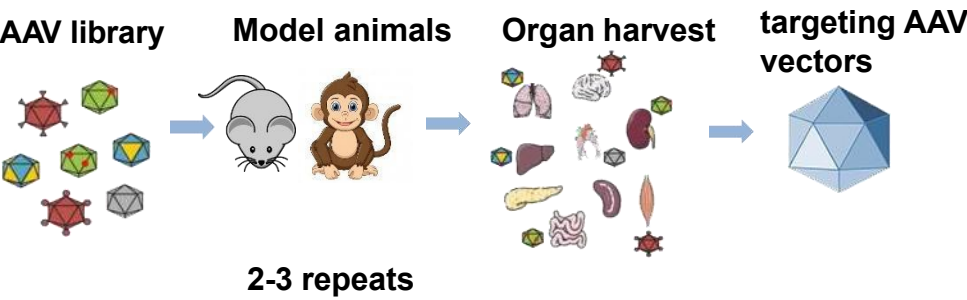 AAV library
Model animals
Organ harvest
targeting AAV
vectors
2-3 repeats